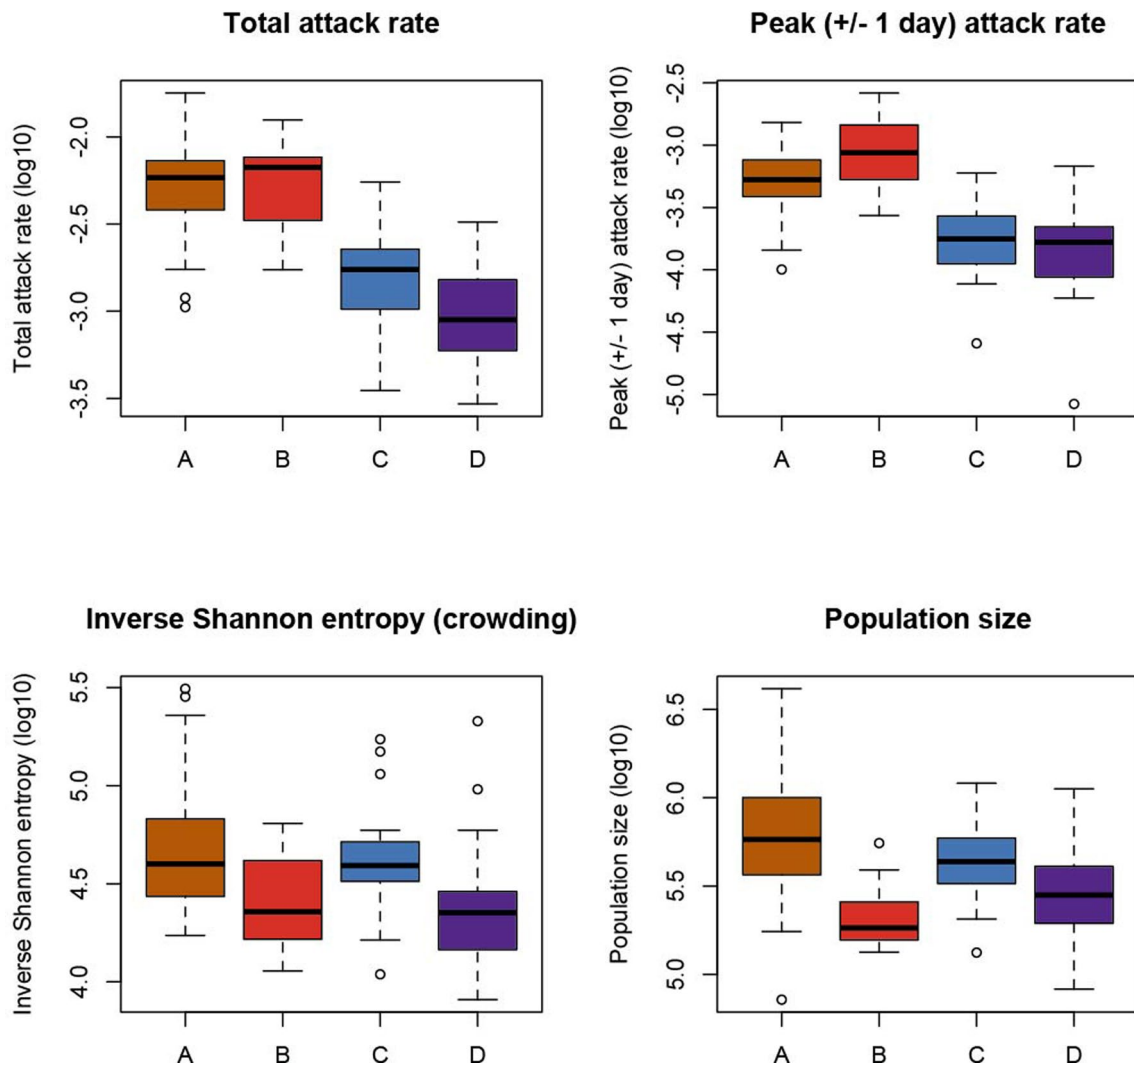 Total attack rate
Total attack rate (log10)
-2.0
-2.5
-3.0
-3.5
A B C D
Peak (+/- 1 day) attack rate
Peak (+/- 1 day) attack rate (log10)
-2.5
-3.0
-3.5
-4.0
-4.5
-5.0
A B C D
Inverse Shannon entropy (crowding)
Inverse Shannon entropy (log10)
5.5
5.0
4.5
4.0
A B C D
Population size
Population size (log10)
6.5
6.0
5.5
5.0
A B C D